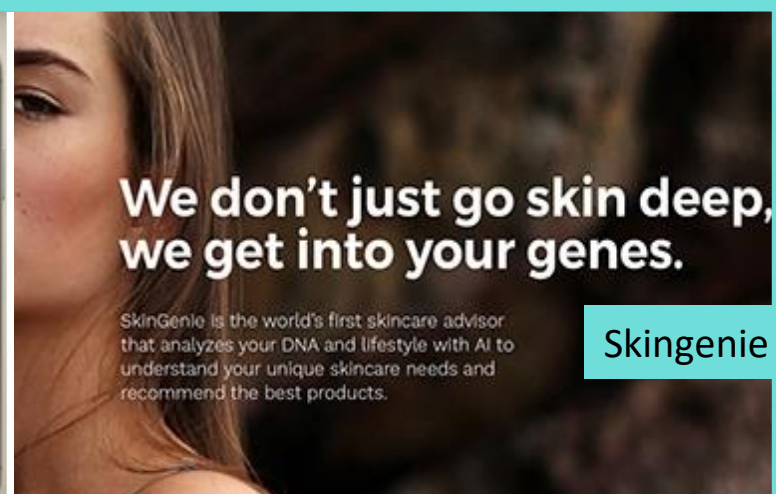 We don't just go skin deep,
we get into your genes.
SkinGenie is the world's first skincare advisor
that analyzes your DNA and lifestyle with AI to
understand your unique skincare needs and
recommend the best products.
Skingenie